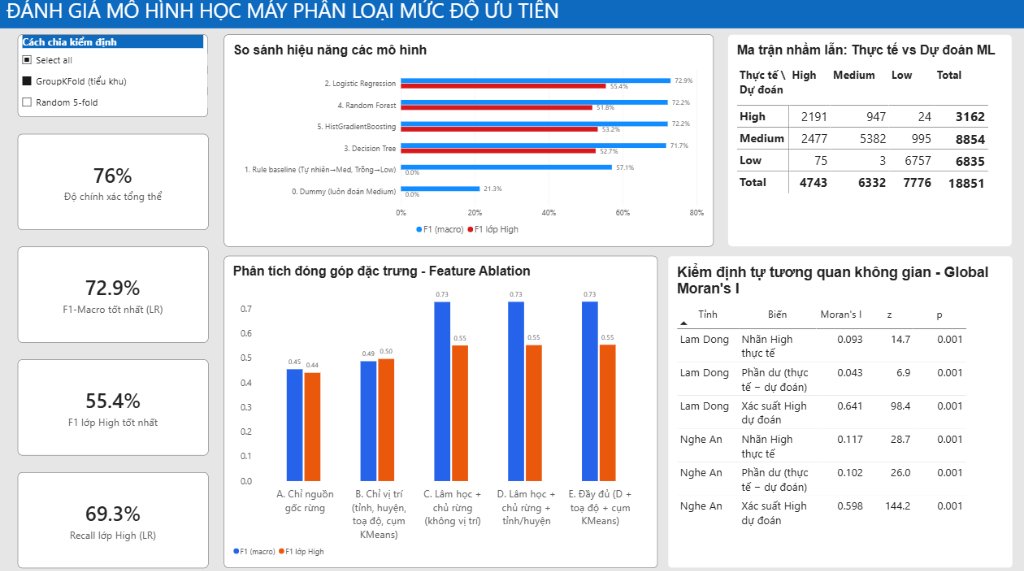 ĐÁNH GIÁ MÔ HÌNH HỌC MÁY PHÂN LOẠI MỨC ĐỘ ƯU TIÊN
Cách chia kiểm định
Select all
GroupKFold (tiểu khu)
Random 5-fold
76%
Độ chính xác tổng thể
72.9%
F1-Macro tốt nhất (LR)
55.4%
F1 lớp High tốt nhất
69.3%
Recall lớp High (LR)
So sánh hiệu năng các mô hình
2. Logistic Regression 72.9%
55.4%
4. Random Forest 72.2%
51.8%
5. HistGradientBoosting 72.2%
53.2%
3. Decision Tree 71.7%
52.7%
1. Rule baseline (Tự nhiên→Med, Trồng→Low) 57.1%
0.0%
0. Dummy (luôn đoán Medium) 21.3%
0.0%
0% 20% 40% 60% 80%
F1 (macro) F1 lớp High
Ma trận nhầm lẫn: Thực tế vs Dự đoán ML
Thực tế \ High Medium Low Total
Dự đoán
High 2191 947 24 3162
Medium 2477 5382 995 8854
Low 75 3 6757 6835
Total 4743 6332 7776 18851
Phân tích đóng góp đặc trưng - Feature Ablation
0.7
0.6
0.5
0.4
0.3
0.2
0.1
0.0
0.45 0.44
0.49 0.50
0.73 0.55
0.73 0.55
0.73 0.55
A. Chỉ nguồn
gốc rừng
B. Chỉ vị trí
(tỉnh, huyện,
toạ độ, cụm
KMeans)
C. Lâm học +
chủ rừng
(không vị trí)
D. Lâm học +
chủ rừng +
tỉnh/huyện
E. Đầy đủ (D +
toạ độ + cụm
KMeans)
F1 (macro) F1 lớp High
Kiểm định tự tương quan không gian - Global
Moran's I
Tỉnh Biến Moran's I z p
Lam Dong Nhãn High 0.093 14.7 0.001
thực tế
Lam Dong Phần dư (thực 0.043 6.9 0.001
tế − dự đoán)
Lam Dong Xác suất High 0.641 98.4 0.001
dự đoán
Nghe An Nhãn High 0.117 28.7 0.001
thực tế
Nghe An Phần dư (thực 0.102 26.0 0.001
tế − dự đoán)
Nghe An Xác suất High 0.598 144.2 0.001
dự đoán